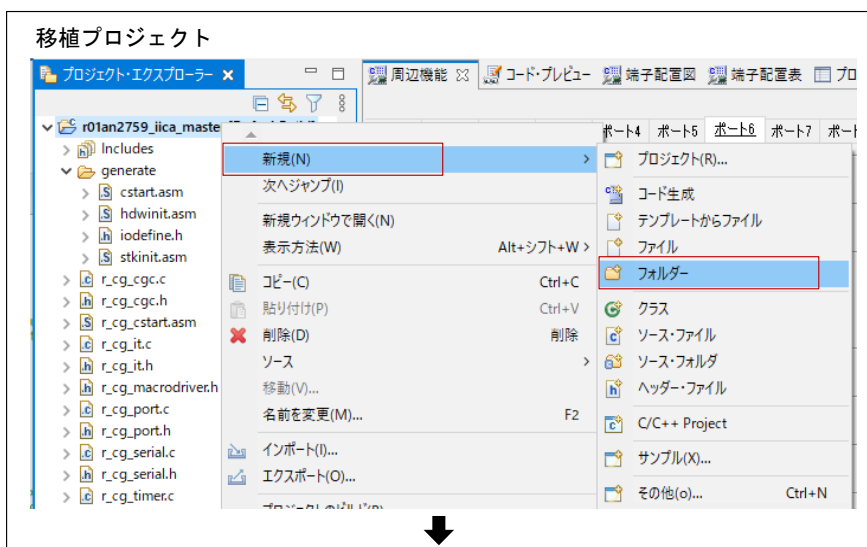 移植プロジェクト
プロジェクト・エクスプローラー
周辺機能 コード・プレビュー 端子配置図 端子配置表 プロ
r01an2759_iica_maste
ポート4 ポート5 ポート6 ポート7 ポート
Includes
generate
cstart.asm
hdwinit.asm
iodefine.h
stkinit.asm
r_cg_cgc.c
r_cg_cgc.h
r_cg_cstart.asm
r_cg_it.c
r_cg_it.h
r_cg_macrodriver.h
r_cg_port.c
r_cg_port.h
r_cg_serial.c
r_cg_serial.h
r_cg_timer.c
新規(N)
次へジャンプ(I)
新規ウィンドウで開く(N)
表示方法(W) Alt+シフト+W >
コピー(C) Ctrl+C
貼り付け(P) Ctrl+V
削除(D) 削除
ソース
移動(V)...
名前を変更(M)... F2
インポート(I)...
エクスポート(O)...
プロジェクト(R)...
コード生成
テンプレートからファイル
ファイル
フォルダー
クラス
ソース・ファイル
ソース・フォルダ
ヘッダー・ファイル
C/C++ Project
サンプル(X)...
その他(o)... Ctrl+N